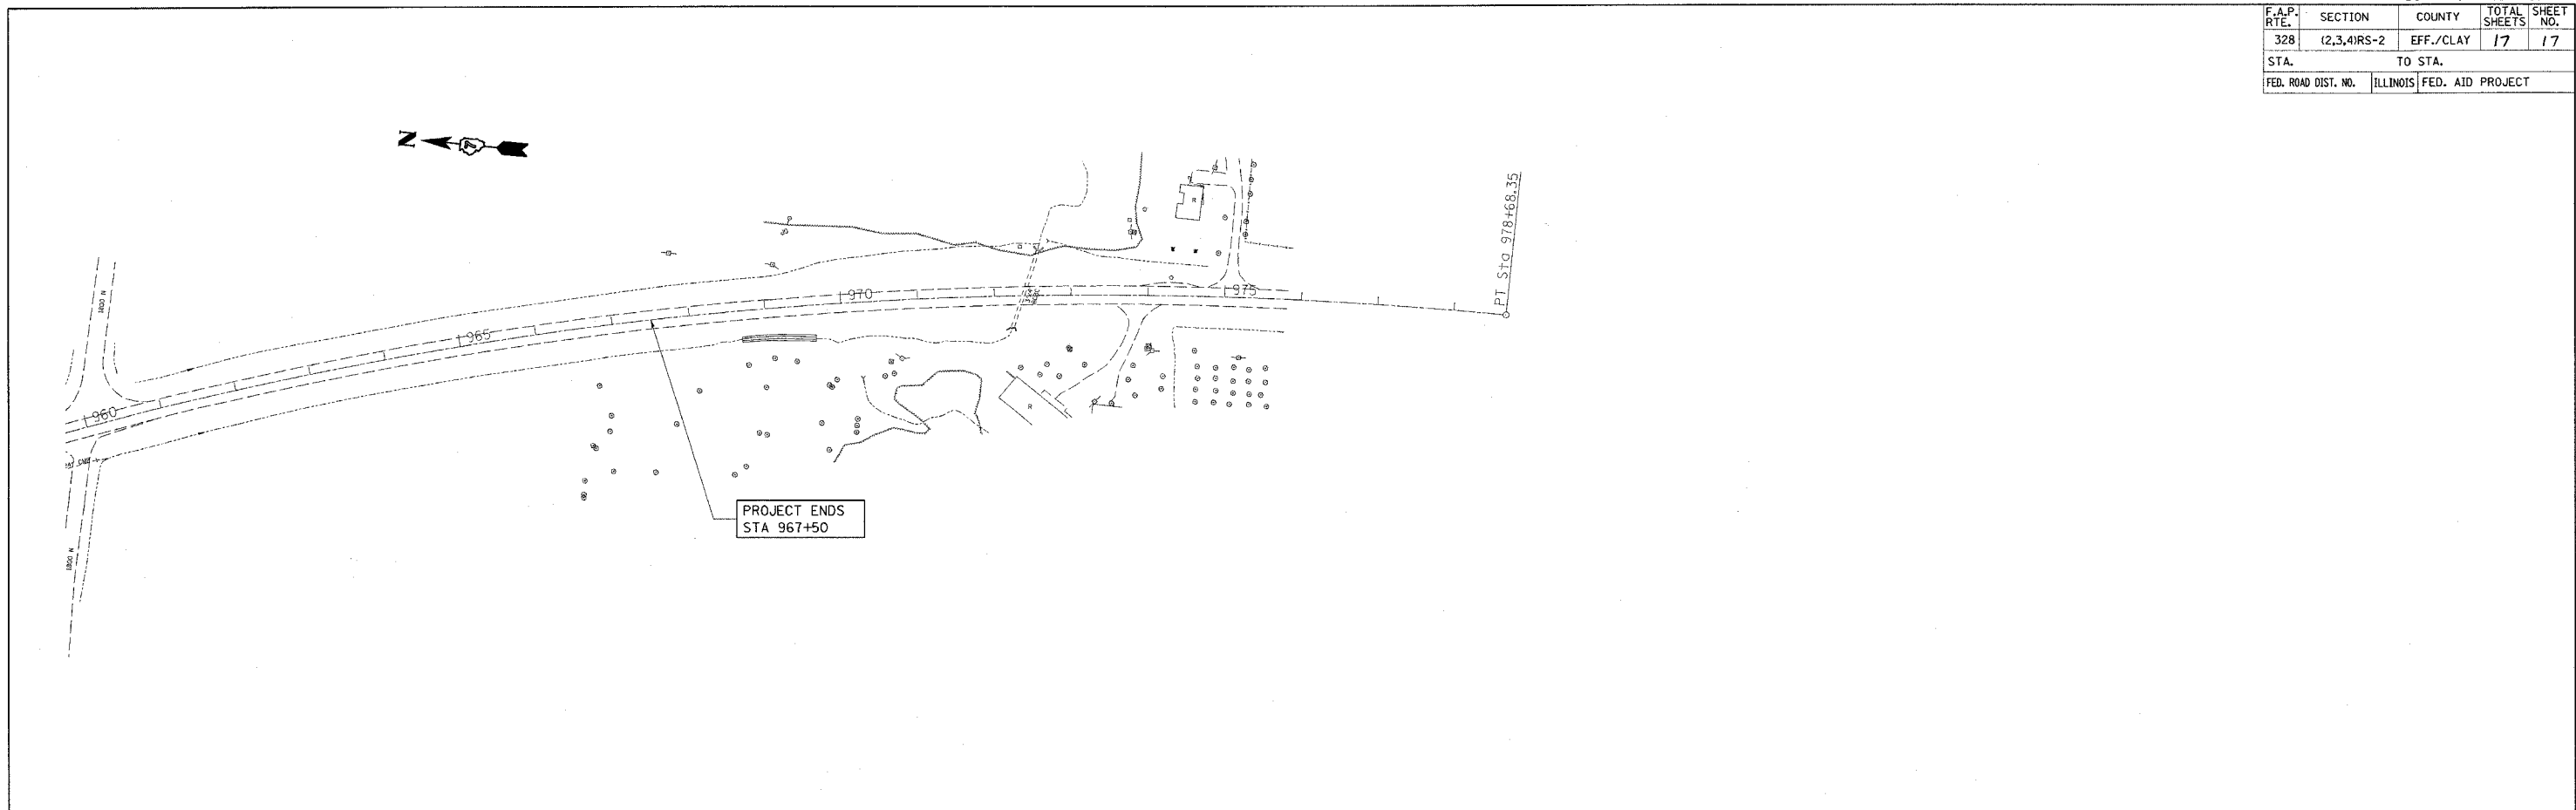 F.A.P. RTE. SECTION COUNTY TOTAL SHEETS SHEET NO.
328 (2,3,4)RS-2 EFF./CLAY 17 17
STA. TO STA.
FED. ROAD DIST. NO. ILLINOIS FED. AID PROJECT
N
PT Sta 978+68.35
R
1800 N
970
975
965
960
R
PROJECT ENDS
STA 967+50
1800 N